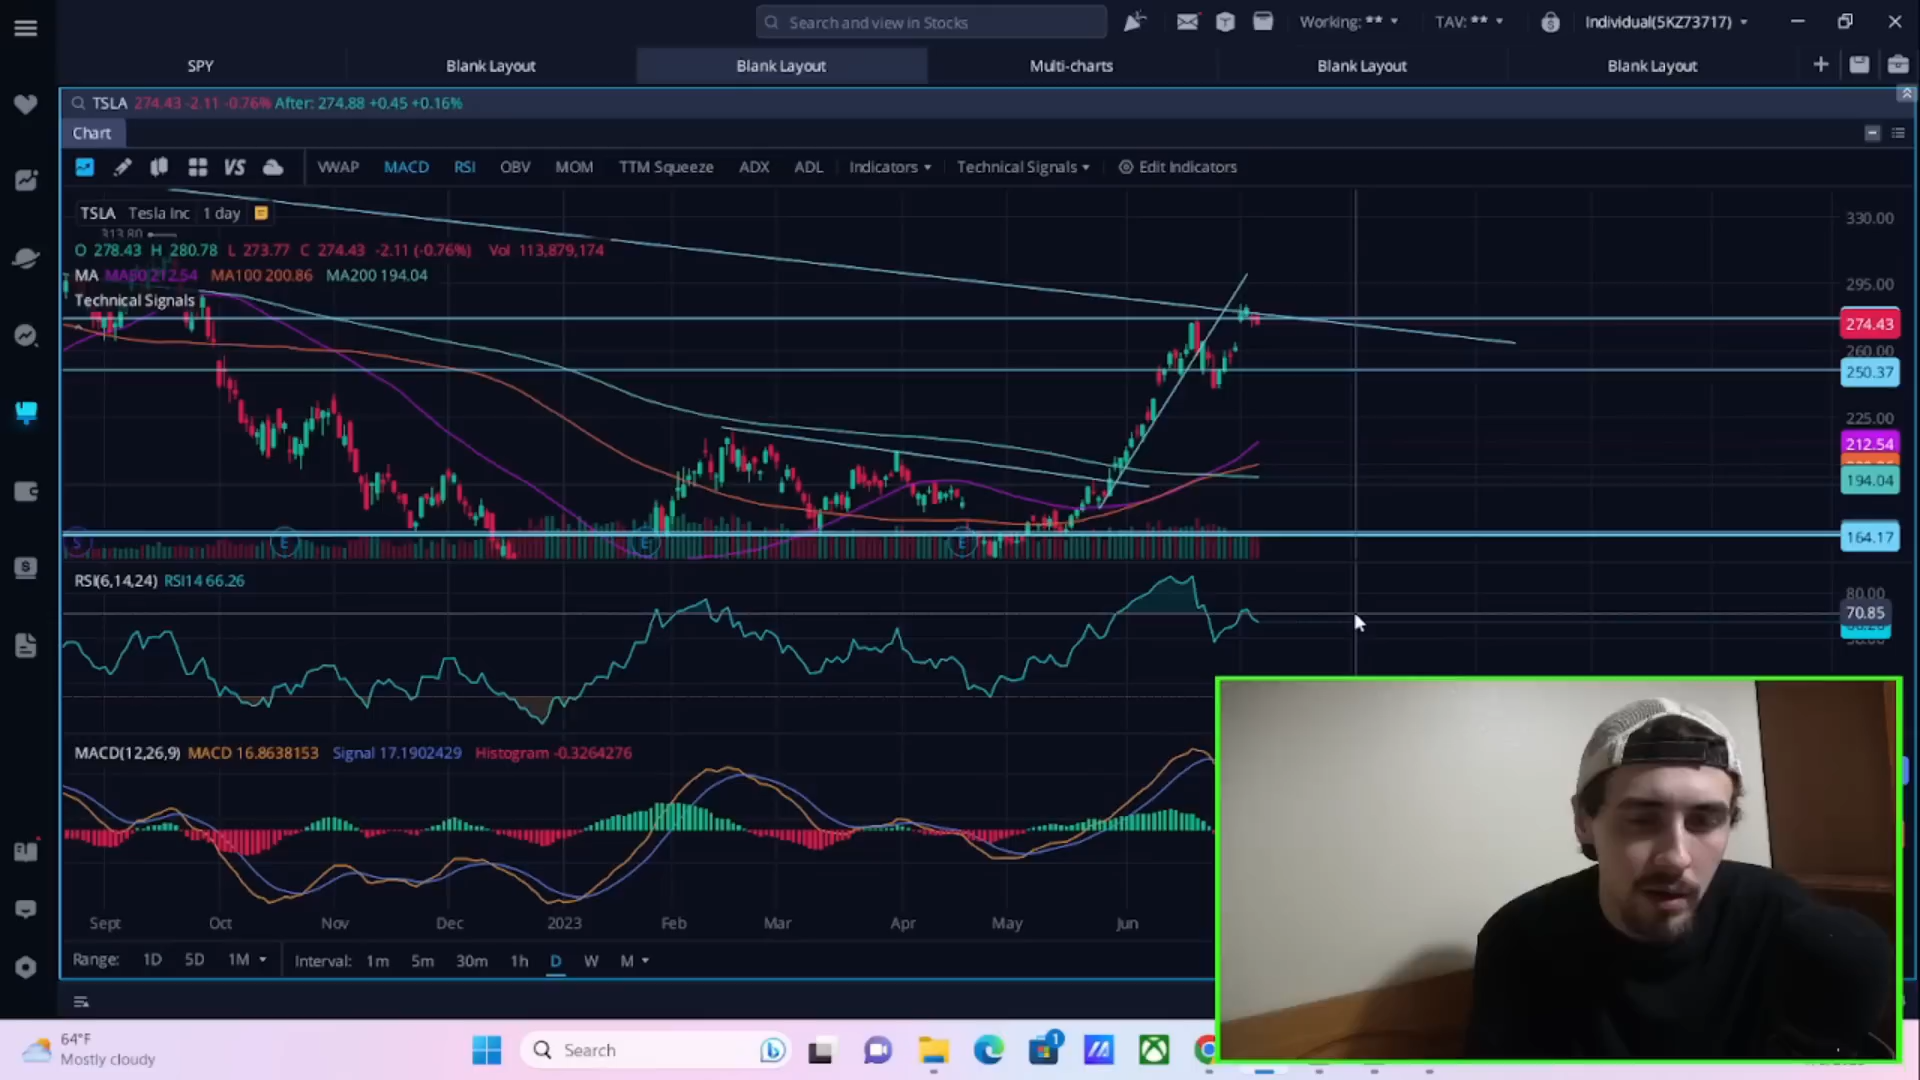 Search and view in Stocks
Working: **
TAV: **
Individual(5KZ73717)
SPY
Blank Layout
Blank Layout
Multi-charts
Blank Layout
Blank Layout
TSLA 274.43 -2.11 -0.76% After: 274.88 +0.45 +0.16%
Chart
VS
VWAP
MACD
RSI
OBV
MOM
TTM Squeeze
ADX
ADL
Indicators
Technical Signals
Edit Indicators
TSLA Tesla Inc 1 day
313.80
O 278.43 H 280.78 L 273.77 C 274.43 -2.11 (-0.76%) Vol 113,879,174
MA MA50 212.54 MA100 200.86 MA200 194.04
Technical Signals
330.00
295.00
274.43
260.00
250.37
225.00
212.54
194.04
164.17
S
E
E
E
RSI(6,14,24) RSI14 66.26
80.00
70.85
MACD(12,26,9) MACD 16.8638153 Signal 17.1902429 Histogram -0.3264276
Sept
Oct
Nov
Dec
2023
Feb
Mar
Apr
May
Jun
Range: 1D 5D 1M
Interval: 1m 5m 30m 1h D W M
64°F
Mostly cloudy
Search
1